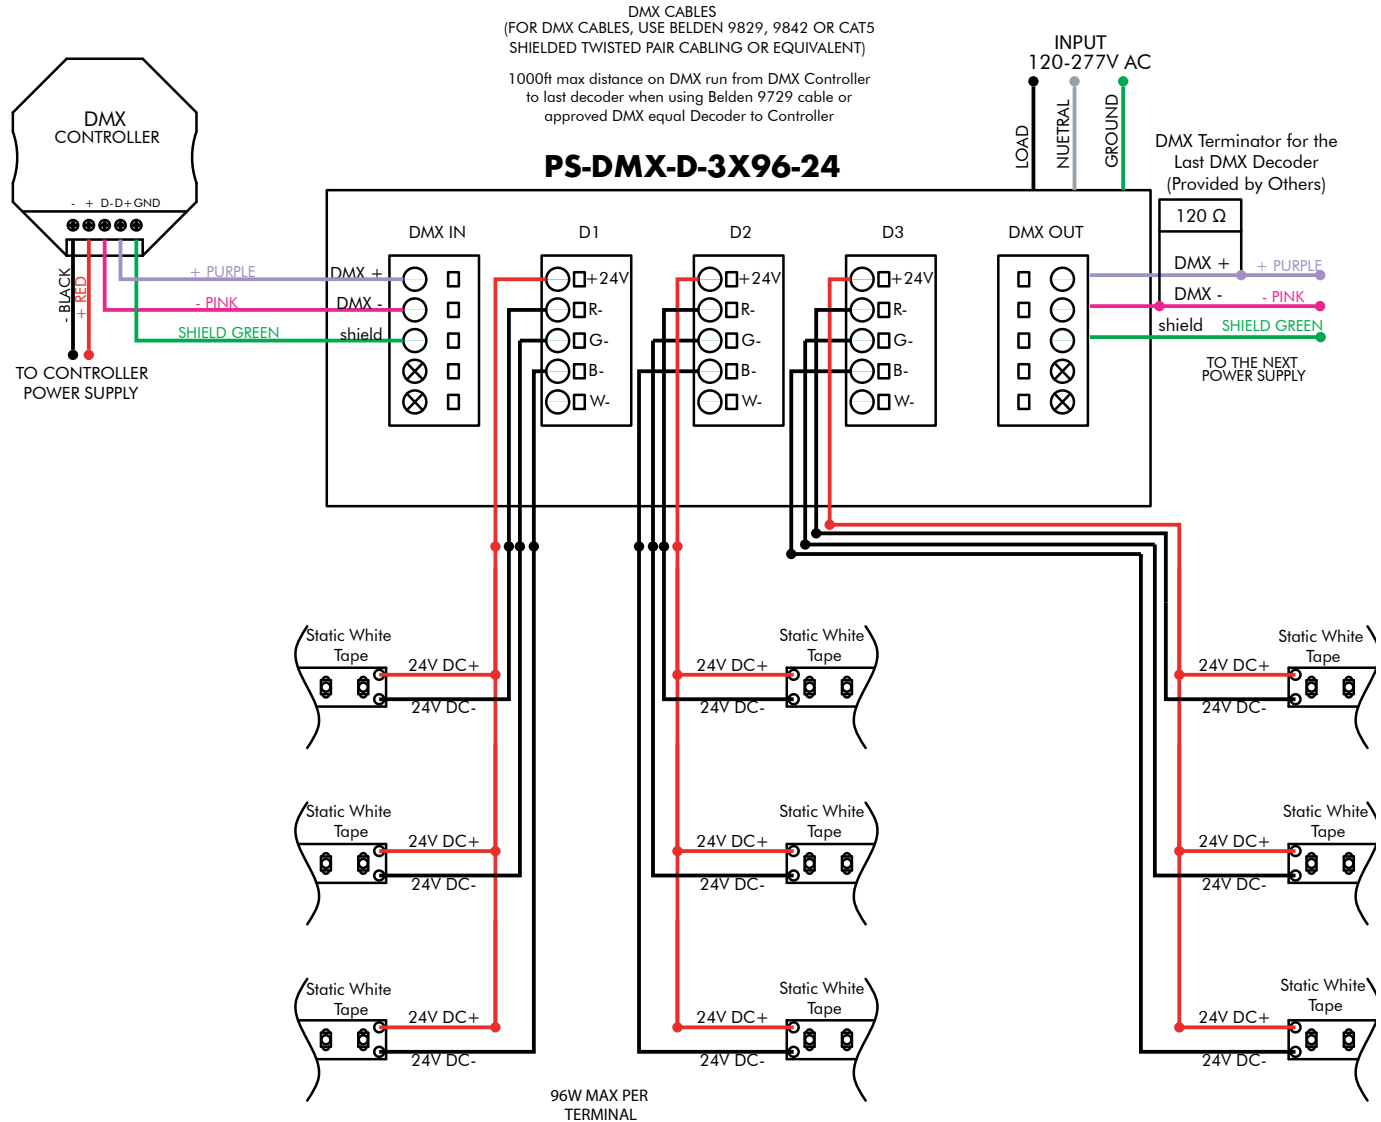 DMX CABLES
(FOR DMX CABLES, USE BELDEN 9829, 9842 OR CAT5
SHIELDED TWISTED PAIR CABLING OR EQUIVALENT)
1000ft max distance on DMX run from DMX Controller
to last decoder when using Belden 9729 cable or
approved DMX equal Decoder to Controller
PS-DMX-D-3X96-24
INPUT
120-277V AC
LOAD
NUETRAL
GROUND
DMX Terminator for the
Last DMX Decoder
(Provided by Others)
120 Ω
DMX
CONTROLLER
- + D- D+ GND
- BLACK
+ RED
TO CONTROLLER
POWER SUPPLY
+ PURPLE
- PINK
SHIELD GREEN
DMX +
DMX -
shield
DMX IN
D1
+24V
R-
G-
B-
W-
D2
+24V
R-
G-
B-
W-
D3
+24V
R-
G-
B-
W-
DMX OUT
DMX +
DMX -
shield
+ PURPLE
- PINK
SHIELD GREEN
TO THE NEXT
POWER SUPPLY
Static White
Tape
24V DC+
24V DC-
Static White
Tape
24V DC+
24V DC-
Static White
Tape
24V DC+
24V DC-
Static White
Tape
24V DC+
24V DC-
Static White
Tape
24V DC+
24V DC-
Static White
Tape
24V DC+
24V DC-
Static White
Tape
24V DC+
24V DC-
Static White
Tape
24V DC+
24V DC-
Static White
Tape
24V DC+
24V DC-
96W MAX PER
TERMINAL